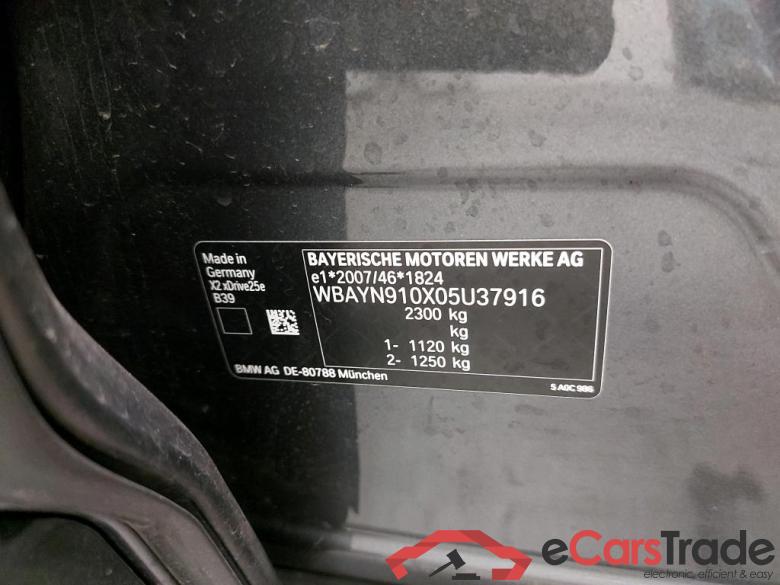 Made in
Germany
X2 xDrive25e
B39
BAYERISCHE MOTOREN WERKE AG
e1*2007/46*1824
WBAYN910X05U37916
2300 kg
kg
1- 1120 kg
2- 1250 kg
BMW AG DE-80788 München
5 A0C 986
eCarsTrade
electronic, efficient & easy